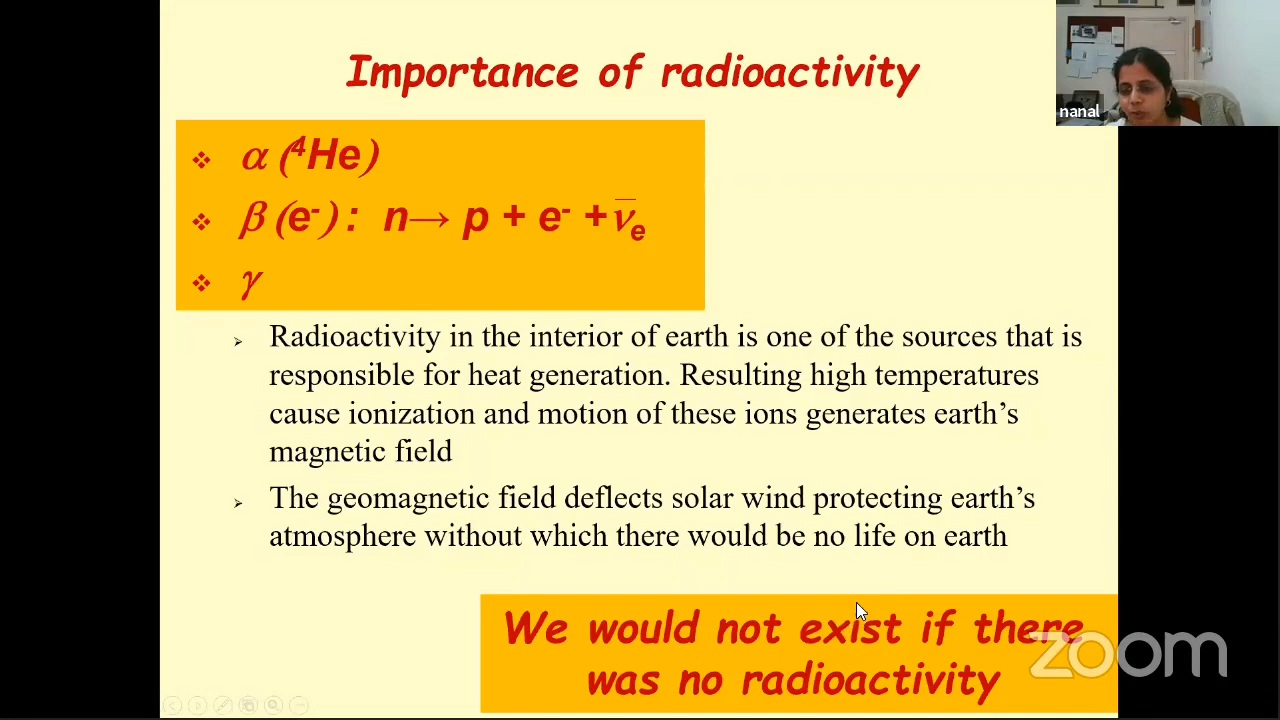 Importance of radioactivity
nanal
❖ α (⁴He)
❖ β (e⁻) : n→ p + e⁻ + ν̅ₑ
❖ γ
➢ Radioactivity in the interior of earth is one of the sources that is
responsible for heat generation. Resulting high temperatures
cause ionization and motion of these ions generates earth’s
magnetic field
➢ The geomagnetic field deflects solar wind protecting earth’s
atmosphere without which there would be no life on earth
We would not exist if there
was no radioactivity
zoom